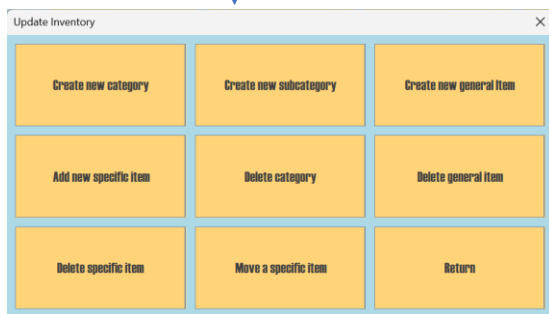 Update Inventory
Create new category
Create new subcategory
Create new general Item
Add new specific item
Delete category
Delete general item
Delete specific item
Move a specific item
Return